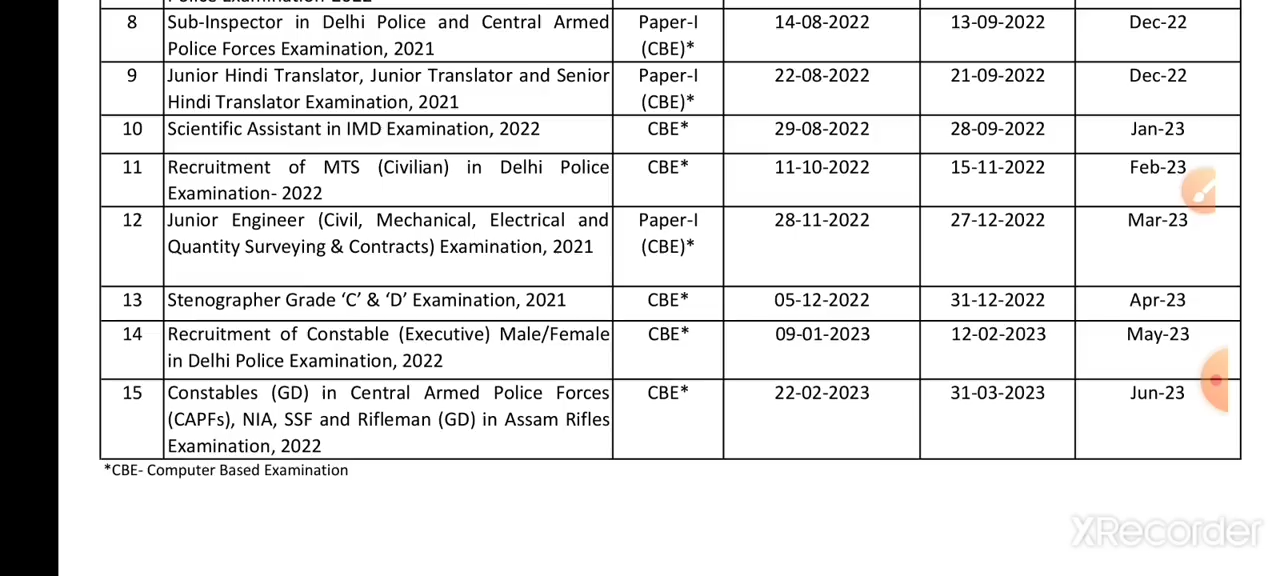 Police Examination-2022
8 Sub-Inspector in Delhi Police and Central Armed Paper-I 14-08-2022 13-09-2022 Dec-22
Police Forces Examination, 2021 (CBE)*
9 Junior Hindi Translator, Junior Translator and Senior Paper-I 22-08-2022 21-09-2022 Dec-22
Hindi Translator Examination, 2021 (CBE)*
10 Scientific Assistant in IMD Examination, 2022 CBE* 29-08-2022 28-09-2022 Jan-23
11 Recruitment of MTS (Civilian) in Delhi Police CBE* 11-10-2022 15-11-2022 Feb-23
Examination- 2022
12 Junior Engineer (Civil, Mechanical, Electrical and Paper-I 28-11-2022 27-12-2022 Mar-23
Quantity Surveying & Contracts) Examination, 2021 (CBE)*
13 Stenographer Grade ‘C’ & ‘D’ Examination, 2021 CBE* 05-12-2022 31-12-2022 Apr-23
14 Recruitment of Constable (Executive) Male/Female CBE* 09-01-2023 12-02-2023 May-23
in Delhi Police Examination, 2022
15 Constables (GD) in Central Armed Police Forces CBE* 22-02-2023 31-03-2023 Jun-23
(CAPFs), NIA, SSF and Rifleman (GD) in Assam Rifles
Examination, 2022
*CBE- Computer Based Examination
XRecorder